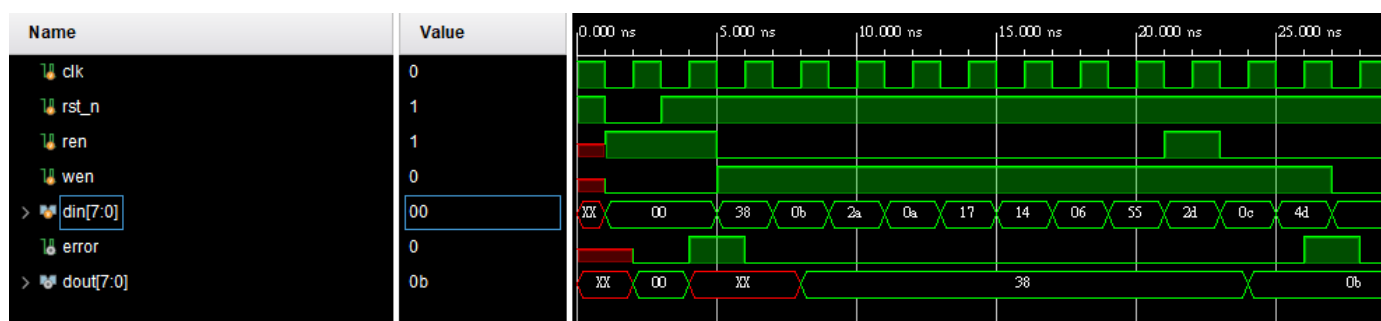 Name Value 0.000 ns 5.000 ns 10.000 ns 15.000 ns 20.000 ns 25.000 ns
clk 0
rst_n 1
ren 1
wen 0
din[7:0] 00 XX 00 38 0b 2a 0a 17 14 06 55 2d 0c 4d
error 0
dout[7:0] 0b XX 00 XX 38 0b